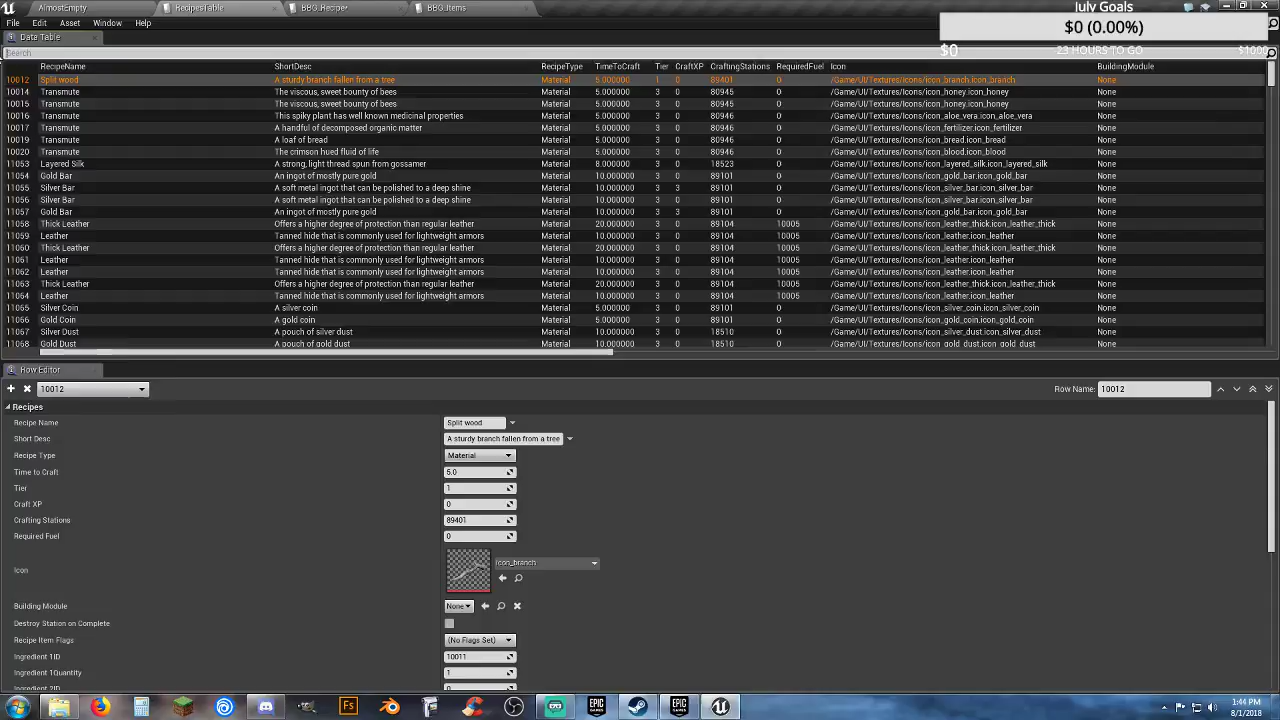 AlmostEmpty RecipesTable BBG.Recipe• BBG.Items July Goals
File Edit Asset Window Help $0 (0.00%)
Data Table
Search $0 23 HOURS TO GO
RecipeName ShortDesc RecipeType TimeToCraft Tier CraftXP CraftingStations RequiredFuel Icon BuildingModule
10012 Split wood A sturdy branch fallen from a tree Material 5.000000 1 0 89401 0 /Game/UI/Textures/Icons/icon_branch.icon_branch None
10014 Transmute The viscous, sweet bounty of bees Material 5.000000 3 0 80945 0 /Game/UI/Textures/Icons/icon_honey.icon_honey None
10015 Transmute The viscous, sweet bounty of bees Material 5.000000 3 0 80945 0 /Game/UI/Textures/Icons/icon_honey.icon_honey None
10016 Transmute This spiky plant has well known medicinal properties Material 5.000000 3 0 80946 0 /Game/UI/Textures/Icons/icon_aloe_vera.icon_aloe_vera None
10017 Transmute A handful of decomposed organic matter Material 5.000000 3 0 80946 0 /Game/UI/Textures/Icons/icon_fertilizer.icon_fertilizer None
10019 Transmute A loaf of bread Material 5.000000 3 0 80946 0 /Game/UI/Textures/Icons/icon_bread.icon_bread None
10020 Transmute The crimson hued fluid of life Material 5.000000 3 0 80946 0 /Game/UI/Textures/Icons/icon_blood.icon_blood None
11053 Layered Silk A strong, light thread spun from gossamer Material 8.000000 3 0 18523 0 /Game/UI/Textures/Icons/icon_layered_silk.icon_layered_silk None
11054 Gold Bar An ingot of mostly pure gold Material 10.000000 3 0 89101 0 /Game/UI/Textures/Icons/icon_gold_bar.icon_gold_bar None
11055 Silver Bar A soft metal ingot that can be polished to a deep shine Material 10.000000 3 3 89101 0 /Game/UI/Textures/Icons/icon_silver_bar.icon_silver_bar None
11056 Silver Bar A soft metal ingot that can be polished to a deep shine Material 10.000000 3 0 89101 0 /Game/UI/Textures/Icons/icon_silver_bar.icon_silver_bar None
11057 Gold Bar An ingot of mostly pure gold Material 10.000000 3 3 89101 0 /Game/UI/Textures/Icons/icon_gold_bar.icon_gold_bar None
11058 Thick Leather Offers a higher degree of protection than regular leather Material 20.000000 3 0 89104 10005 /Game/UI/Textures/Icons/icon_leather_thick.icon_leather_thick None
11059 Leather Tanned hide that is commonly used for lightweight armors Material 10.000000 3 0 89104 10005 /Game/UI/Textures/Icons/icon_leather.icon_leather None
11060 Thick Leather Offers a higher degree of protection than regular leather Material 20.000000 3 0 89104 10005 /Game/UI/Textures/Icons/icon_leather_thick.icon_leather_thick None
11061 Leather Tanned hide that is commonly used for lightweight armors Material 10.000000 3 0 89104 10005 /Game/UI/Textures/Icons/icon_leather.icon_leather None
11062 Leather Tanned hide that is commonly used for lightweight armors Material 10.000000 3 0 89104 10005 /Game/UI/Textures/Icons/icon_leather.icon_leather None
11063 Thick Leather Offers a higher degree of protection than regular leather Material 20.000000 3 0 89104 10005 /Game/UI/Textures/Icons/icon_leather_thick.icon_leather_thick None
11064 Leather Tanned hide that is commonly used for lightweight armors Material 10.000000 3 0 89104 10005 /Game/UI/Textures/Icons/icon_leather.icon_leather None
11065 Silver Coin A silver coin Material 5.000000 3 0 89101 0 /Game/UI/Textures/Icons/icon_silver_coin.icon_silver_coin None
11066 Gold Coin A gold coin Material 5.000000 3 0 89101 0 /Game/UI/Textures/Icons/icon_gold_coin.icon_gold_coin None
11067 Silver Dust A pouch of silver dust Material 10.000000 3 0 18510 0 /Game/UI/Textures/Icons/icon_silver_dust.icon_silver_dust None
11068 Gold Dust A pouch of gold dust Material 10.000000 3 0 18510 0 /Game/UI/Textures/Icons/icon_gold_dust.icon_gold_dust None
Row Editor
10012 Row Name: 10012
Recipes
Recipe Name Split wood
Short Desc A sturdy branch fallen from a tree
Recipe Type Material
Time to Craft 5.0
Tier 1
Craft XP 0
Crafting Stations 89401
Required Fuel 0
Icon icon_branch
Building Module None
Destroy Station on Complete
Recipe Item Flags (No Flags Set)
Ingredient 1ID 10011
Ingredient 1Quantity 1
Ingredient 2ID 0
Fs EPIC GAMES EPIC GAMES 1:44 PM
8/1/2018